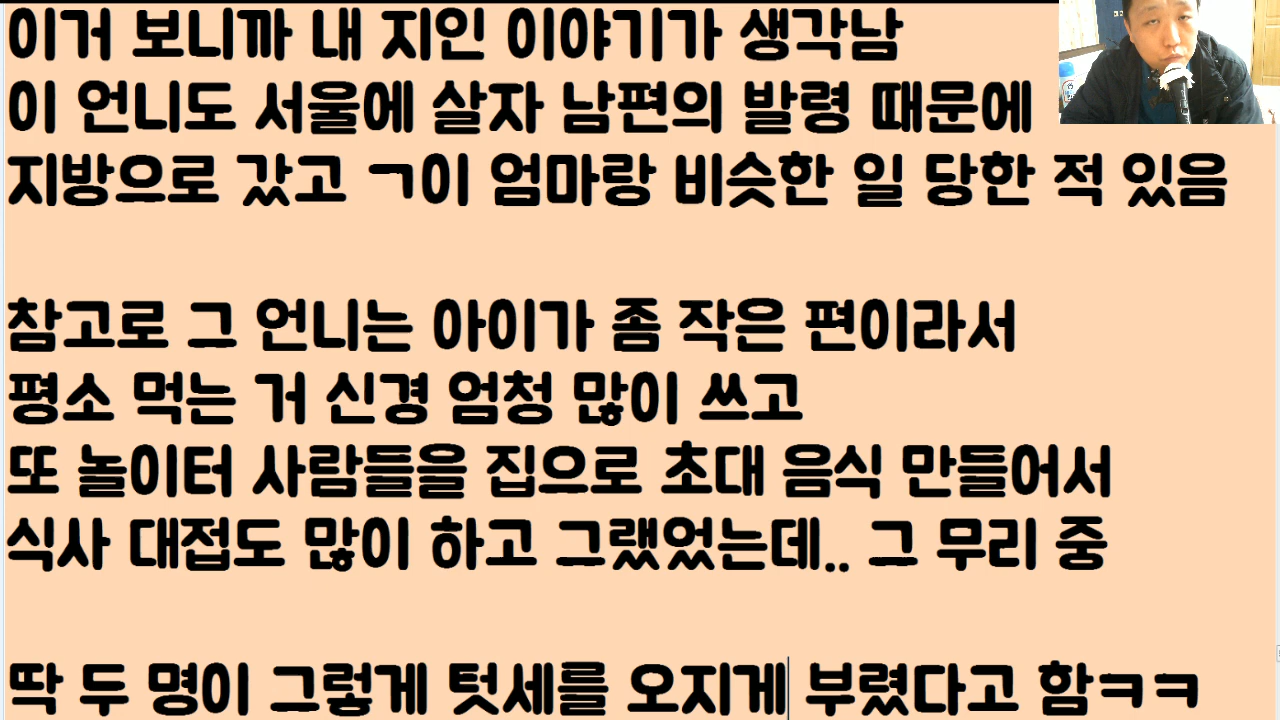 이거 보니까 내 지인 이야기가 생각남
이 언니도 서울에 살자 남편의 발령 때문에
지방으로 갔고 ㄱ이 엄마랑 비슷한 일 당한 적 있음
참고로 그 언니는 아이가 좀 작은 편이라서
평소 먹는 거 신경 엄청 많이 쓰고
또 놀이터 사람들을 집으로 초대 음식 만들어서
식사 대접도 많이 하고 그랬었는데.. 그 무리 중
딱 두 명이 그렇게 텃세를 오지게 부렸다고 함ㅋㅋ